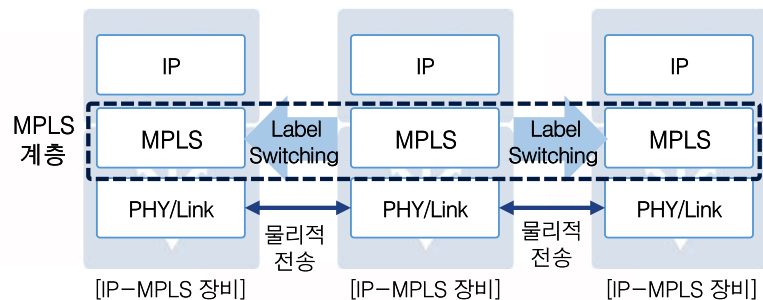 IP
IP
IP
MPLS
계층
MPLS
Label
Switching
MPLS
Label
Switching
MPLS
PHY/Link
물리적
전송
PHY/Link
물리적
전송
PHY/Link
[IP-MPLS 장비]
[IP-MPLS 장비]
[IP-MPLS 장비]